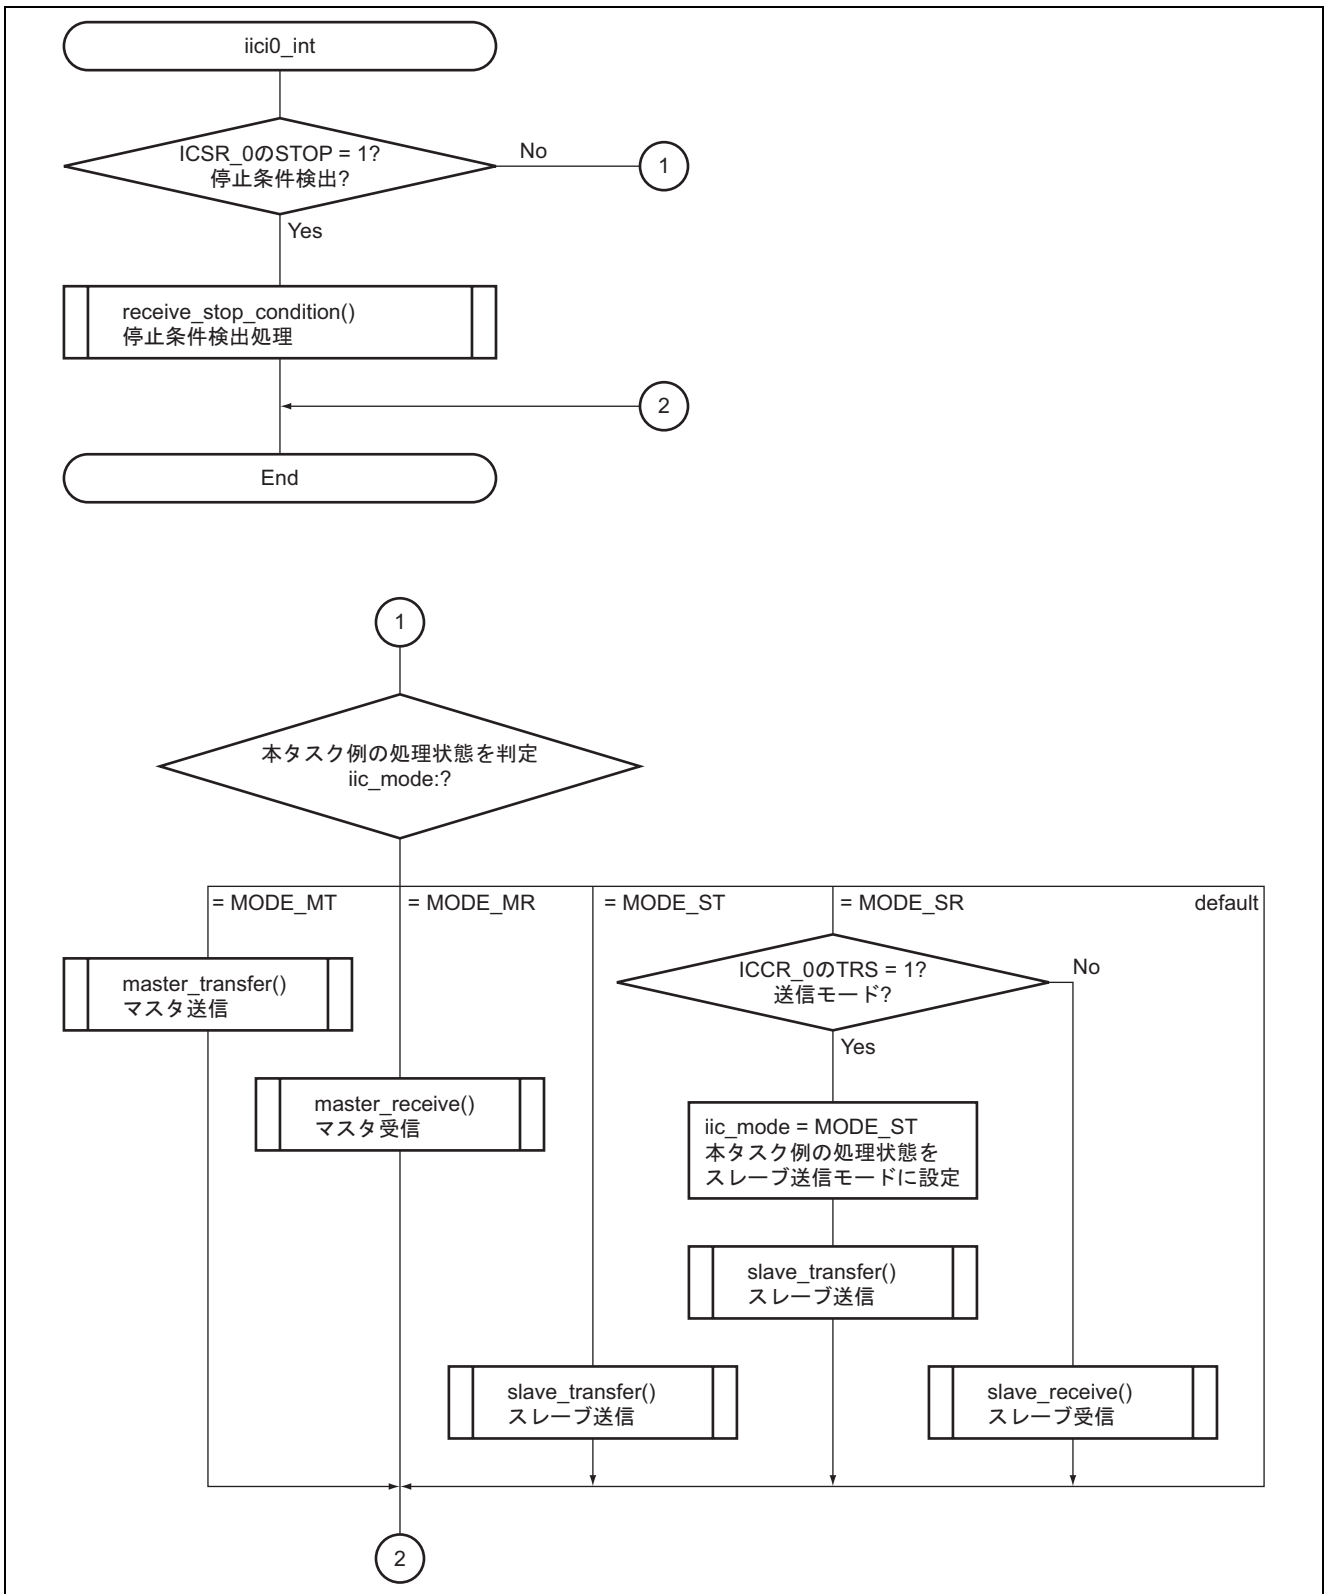 iici0_int
ICSR_0のSTOP = 1?
停止条件検出?
No
1
Yes
receive_stop_condition()
停止条件検出処理
2
End
1
本タスク例の処理状態を判定
iic_mode:?
= MODE_MT
= MODE_MR
= MODE_ST
= MODE_SR
default
master_transfer()
マスタ送信
ICCR_0のTRS = 1?
送信モード?
No
Yes
master_receive()
マスタ受信
iic_mode = MODE_ST
本タスク例の処理状態を
スレーブ送信モードに設定
slave_transfer()
スレーブ送信
slave_transfer()
スレーブ送信
slave_receive()
スレーブ受信
2